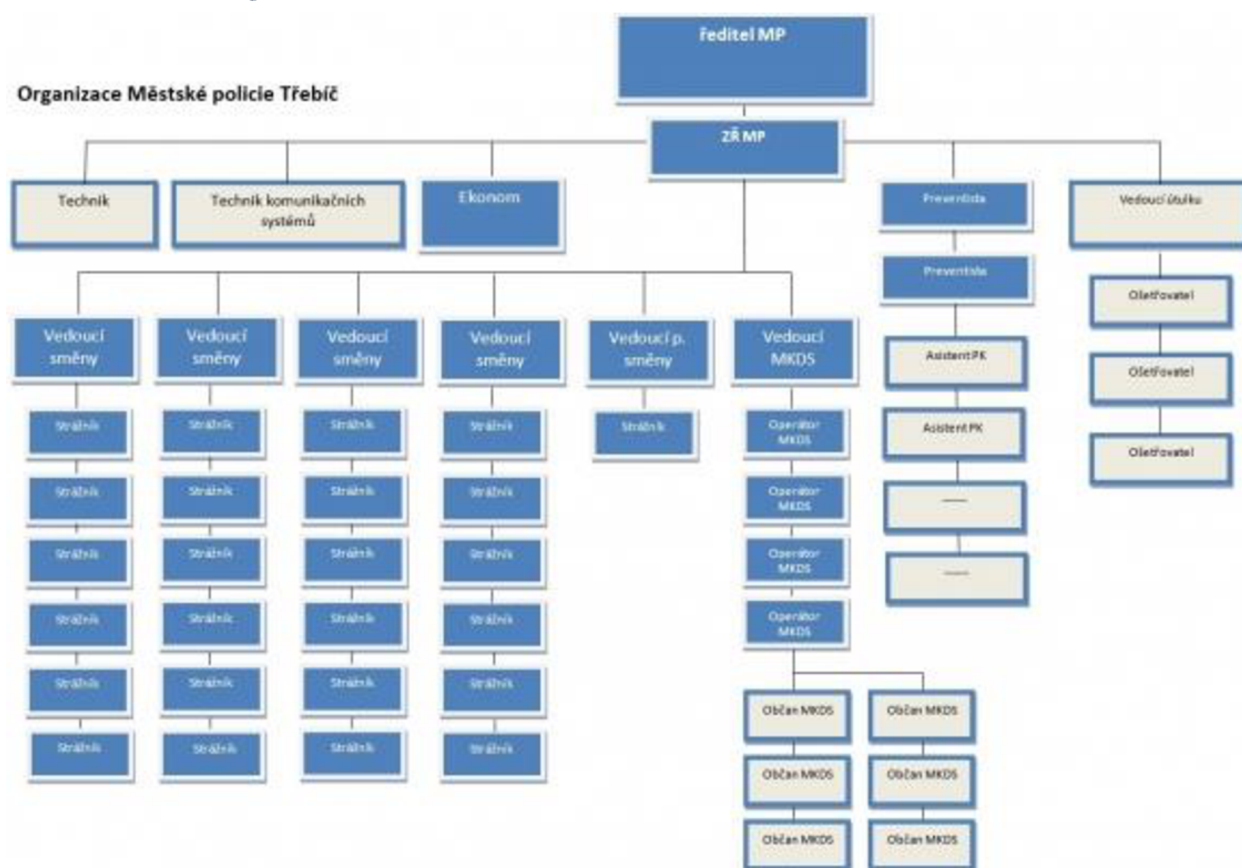 ředitel MP
Organizace Městské policie Třebíč
ZŘ MP
Technik
Technik komunikačních
systémů
Ekonom
Preventista
Vedoucí útulku
Preventista
Ošetřovatel
Vedoucí
směny
Vedoucí
směny
Vedoucí
směny
Vedoucí
směny
Vedoucí p.
směny
Vedoucí
MKDS
Asistent PK
Ošetřovatel
Strážník
Strážník
Strážník
Strážník
Strážník
Operátor
MKDS
Asistent PK
Ošetřovatel
Strážník
Strážník
Strážník
Strážník
Operátor
MKDS
Strážník
Strážník
Strážník
Strážník
Operátor
MKDS
Strážník
Strážník
Strážník
Strážník
Operátor
MKDS
Strážník
Strážník
Strážník
Strážník
Občan MKDS
Občan MKDS
Strážník
Strážník
Strážník
Strážník
Občan MKDS
Občan MKDS
Občan MKDS
Občan MKDS